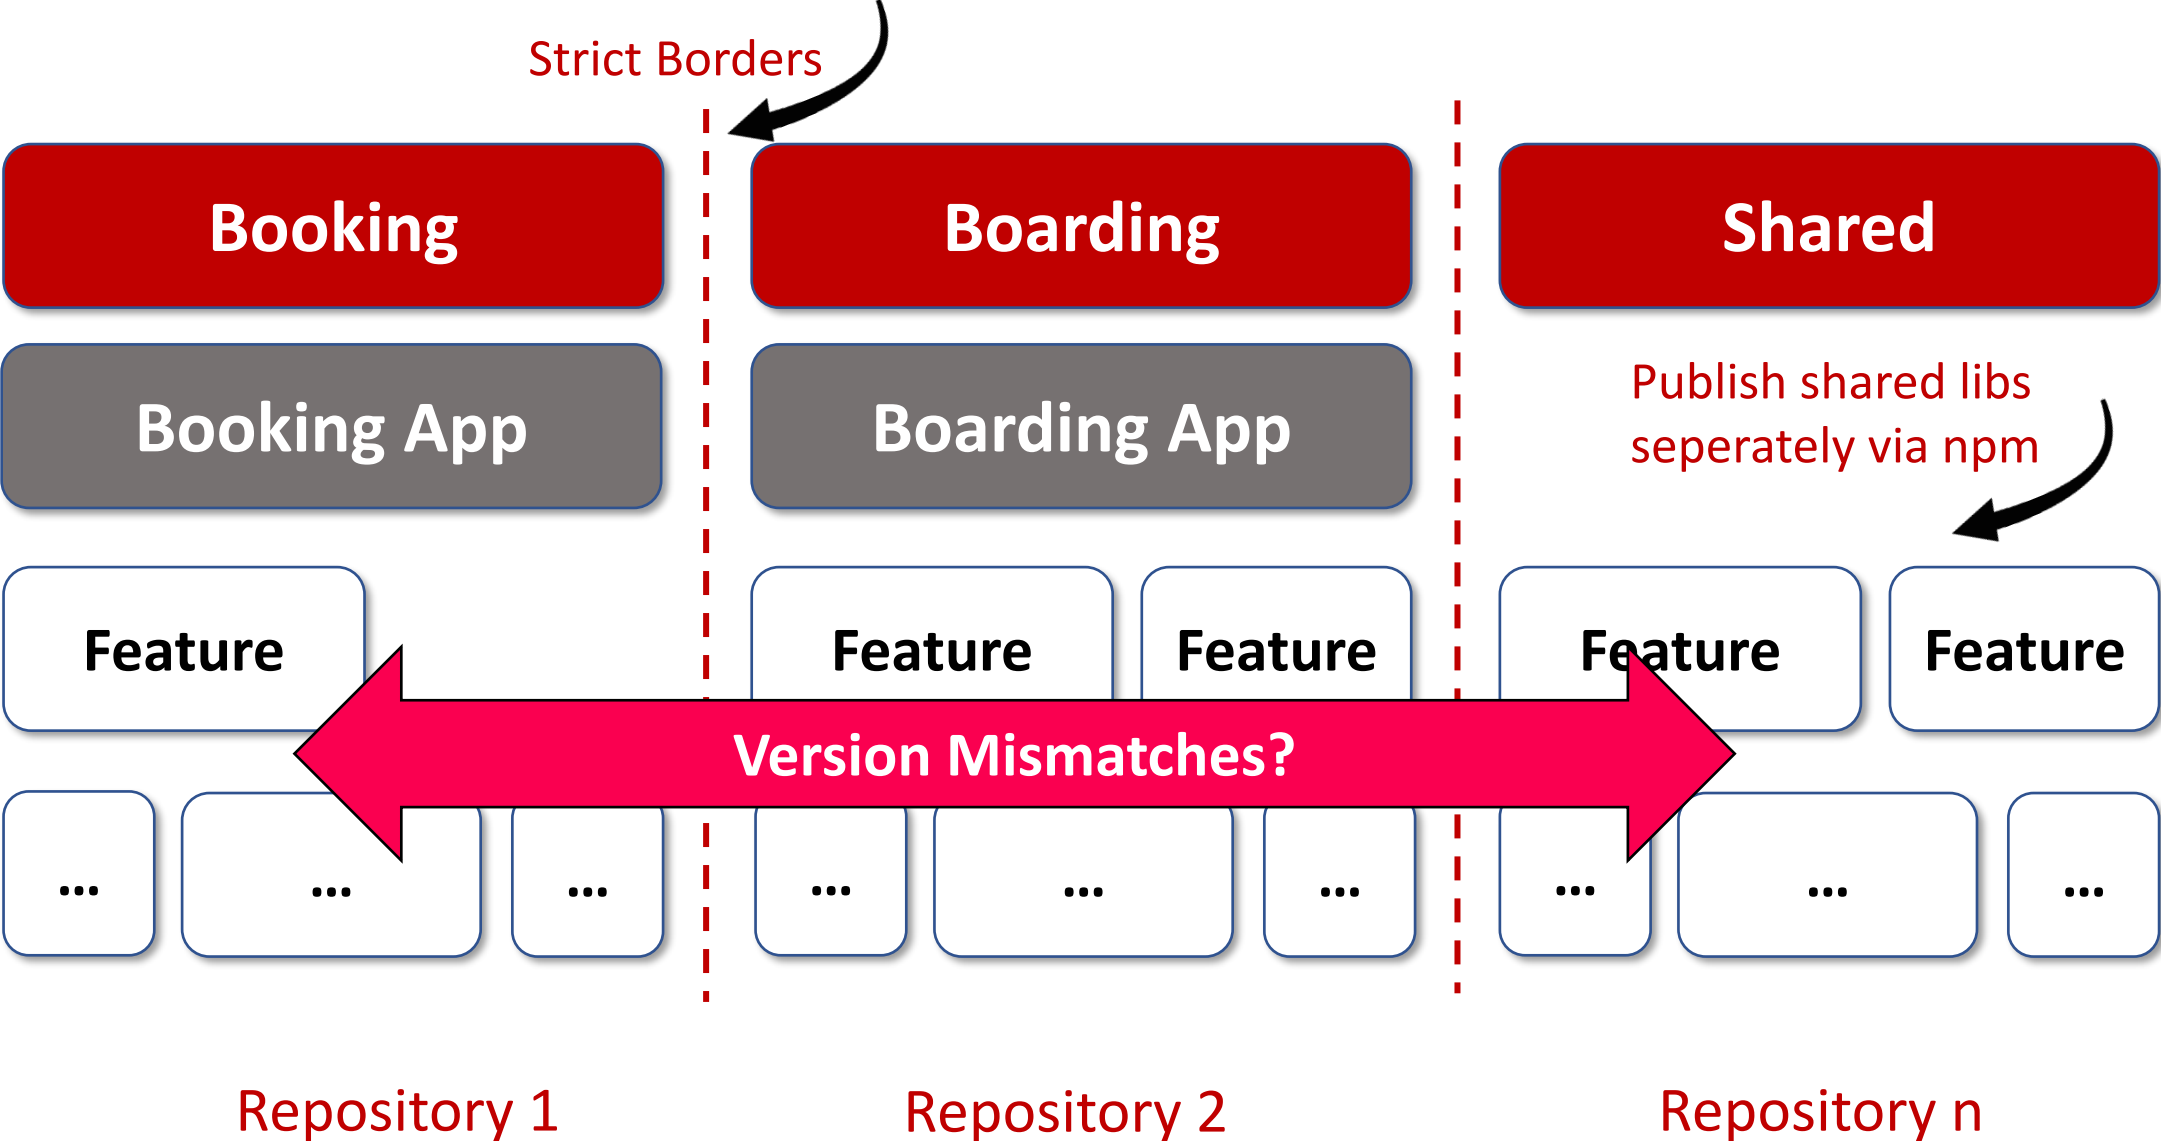 Strict Borders
Booking
Boarding
Shared
Booking App
Boarding App
Publish shared libs
seperately via npm
Feature
Feature
Feature
Feature
Feature
Version Mismatches?
...
...
...
...
...
...
...
...
...
Repository 1
Repository 2
Repository n